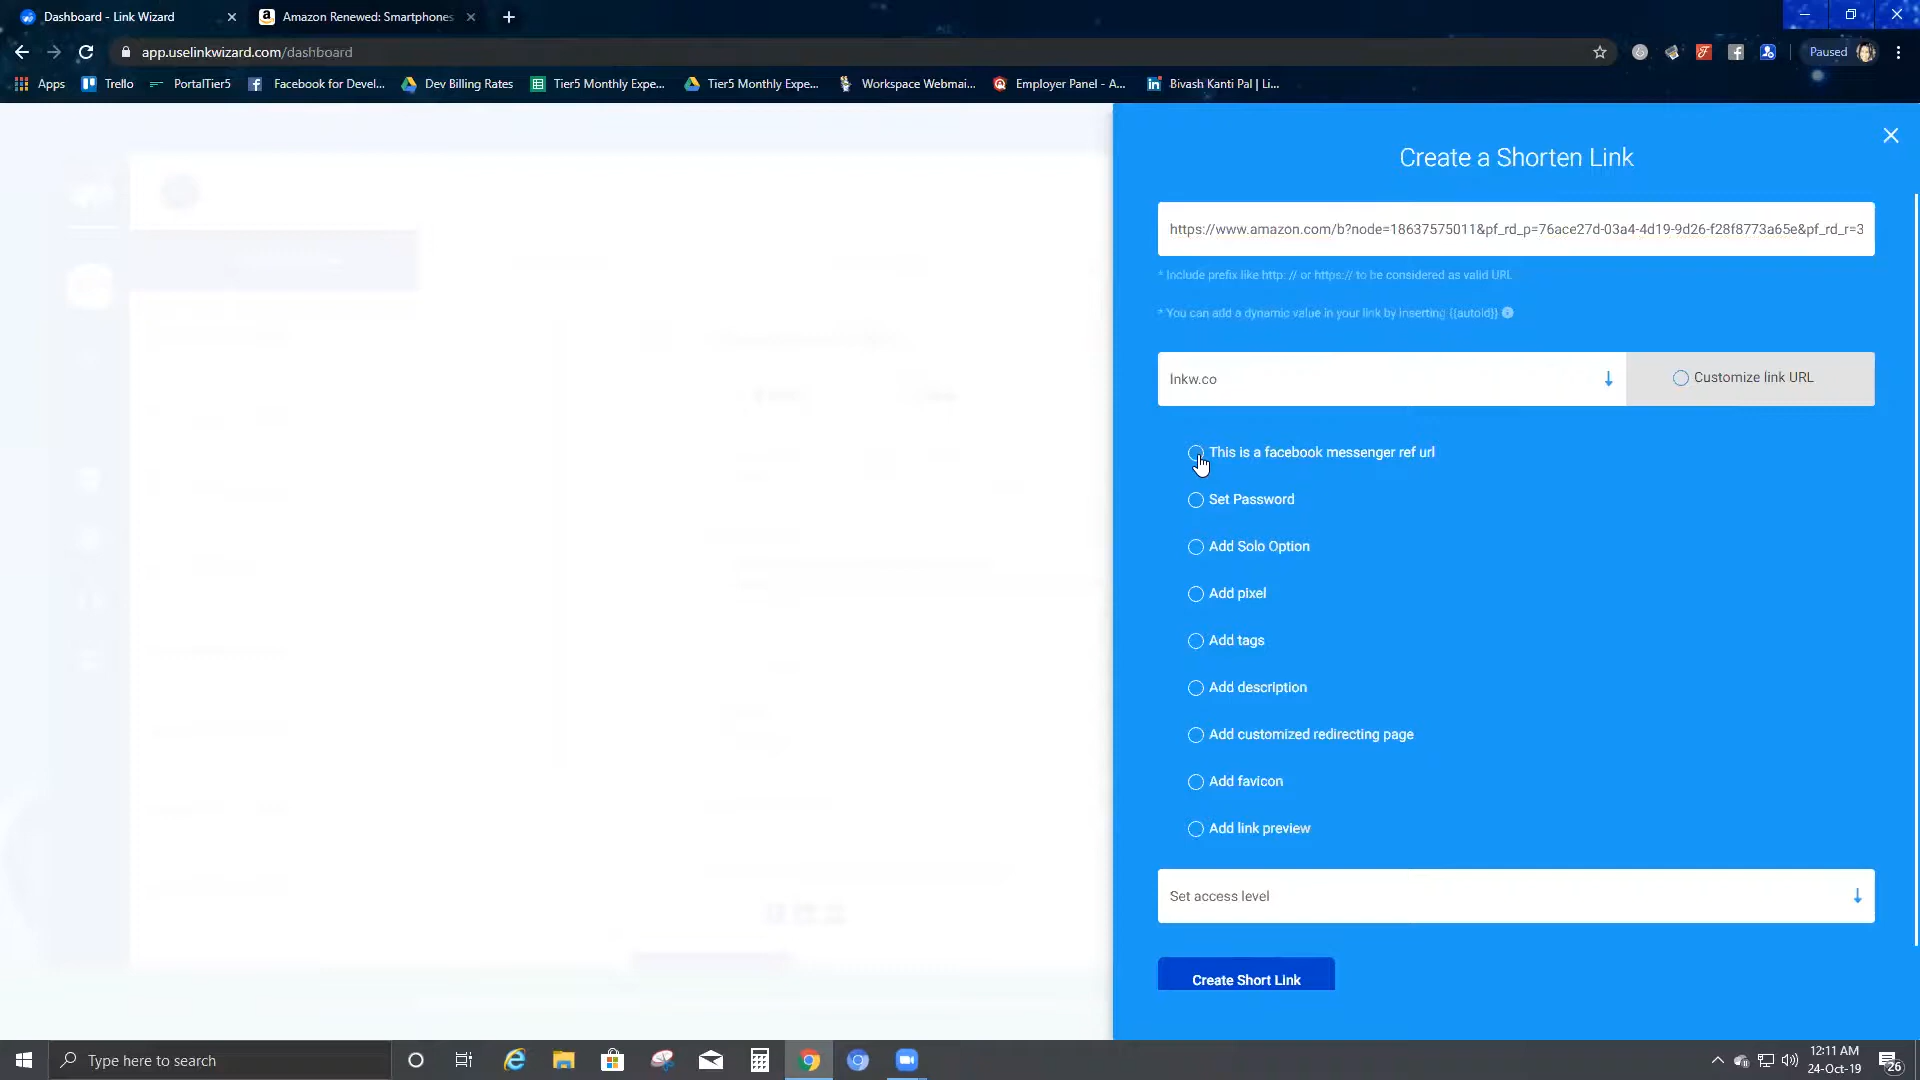 Dashboard - Link Wizard
Amazon Renewed: Smartphones
app.uselinkwizard.com/dashboard
Paused
Apps
Trello
PortalTier5
Facebook for Devel...
Dev Billing Rates
Tier5 Monthly Expe...
Tier5 Monthly Expe...
Workspace Webmai...
Employer Panel - A...
Bivash Kanti Pal | Li...
Create a Shorten Link
https://www.amazon.com/b?node=18637575011&pf_rd_p=76ace27d-03a4-4d19-9d26-f28f8773a65e&pf_rd_r=3
* Include prefix like http:// or https:// to be considered as valid URL
* You can add a dynamic value in your link by inserting {{autoId}}
lnkw.co
Customize link URL
This is a facebook messenger ref url
Set Password
Add Solo Option
Add pixel
Add tags
Add description
Add customized redirecting page
Add favicon
Add link preview
Set access level
Create Short Link
Type here to search
12:11 AM
24-Oct-19
26